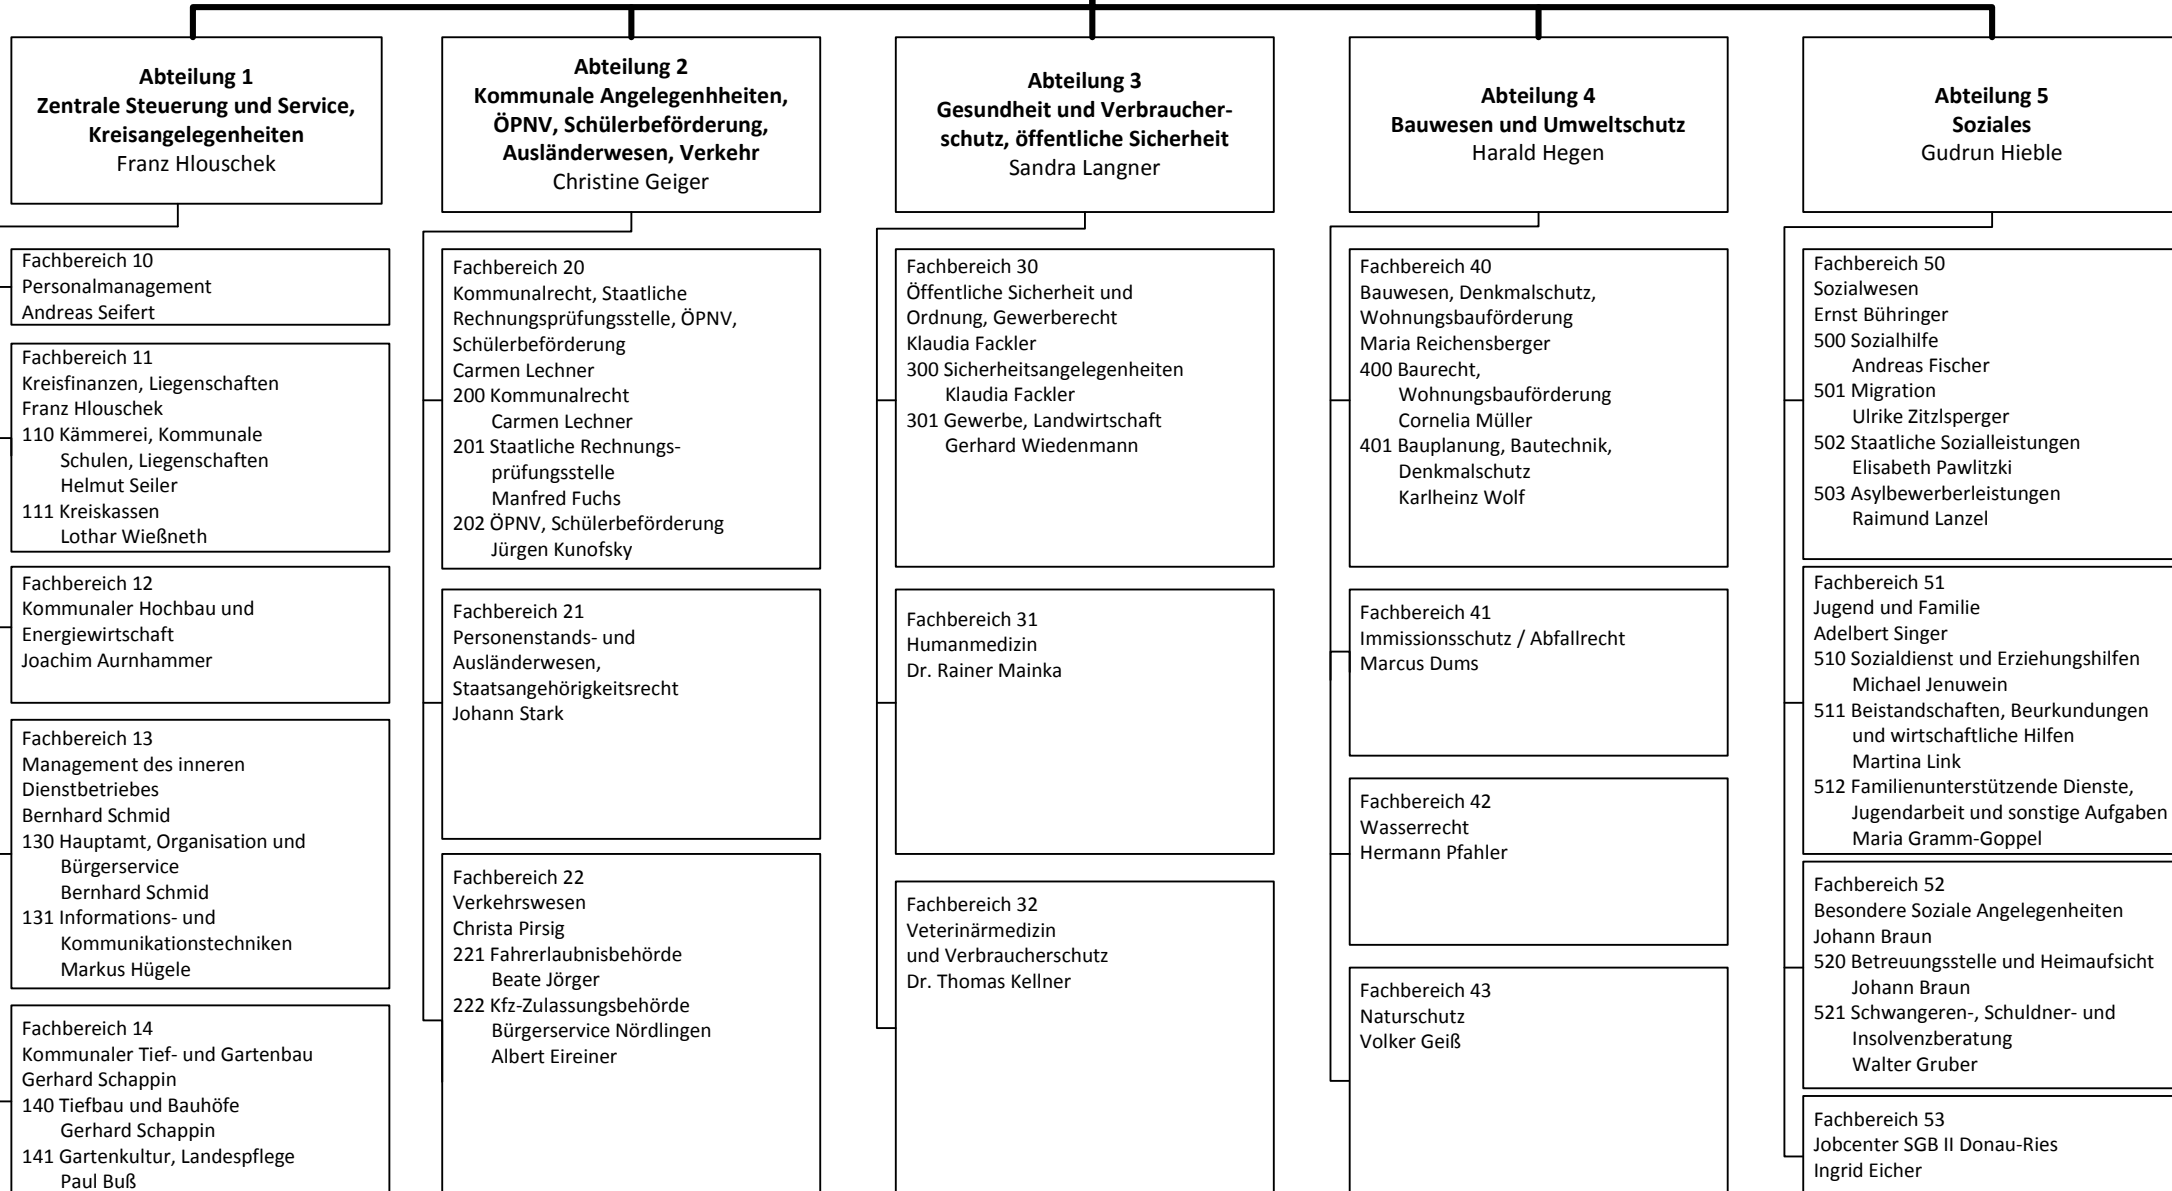 Abteilung 1
Zentrale Steuerung und Service,
Kreisangelegenheiten
Franz Hlouschek
Fachbereich 10
Personalmanagement
Andreas Seifert
Fachbereich 11
Kreisfinanzen, Liegenschaften
Franz Hlouschek
110 Kämmerei, Kommunale
Schulen, Liegenschaften
Helmut Seiler
111 Kreiskassen
Lothar Wießneth
Fachbereich 12
Kommunaler Hochbau und
Energiewirtschaft
Joachim Aurnhammer
Fachbereich 13
Management des inneren
Dienstbetriebes
Bernhard Schmid
130 Hauptamt, Organisation und
Bürgerservice
Bernhard Schmid
131 Informations- und
Kommunikationstechniken
Markus Hügele
Fachbereich 14
Kommunaler Tief- und Gartenbau
Gerhard Schappin
140 Tiefbau und Bauhöfe
Gerhard Schappin
141 Gartenkultur, Landespflege
Paul Buß
Abteilung 2
Kommunale Angelegenhheiten,
ÖPNV, Schülerbeförderung,
Ausländerwesen, Verkehr
Christine Geiger
Fachbereich 20
Kommunalrecht, Staatliche
Rechnungsprüfungsstelle, ÖPNV,
Schülerbeförderung
Carmen Lechner
200 Kommunalrecht
Carmen Lechner
201 Staatliche Rechnungs-
prüfungsstelle
Manfred Fuchs
202 ÖPNV, Schülerbeförderung
Jürgen Kunofsky
Fachbereich 21
Personenstands- und
Ausländerwesen,
Staatsangehörigkeitsrecht
Johann Stark
Fachbereich 22
Verkehrswesen
Christa Pirsig
221 Fahrerlaubnisbehörde
Beate Jörger
222 Kfz-Zulassungsbehörde
Bürgerservice Nördlingen
Albert Eireiner
Abteilung 3
Gesundheit und Verbraucher-
schutz, öffentliche Sicherheit
Sandra Langner
Fachbereich 30
Öffentliche Sicherheit und
Ordnung, Gewerberecht
Klaudia Fackler
300 Sicherheitsangelegenheiten
Klaudia Fackler
301 Gewerbe, Landwirtschaft
Gerhard Wiedenmann
Fachbereich 31
Humanmedizin
Dr. Rainer Mainka
Fachbereich 32
Veterinärmedizin
und Verbraucherschutz
Dr. Thomas Kellner
Abteilung 4
Bauwesen und Umweltschutz
Harald Hegen
Fachbereich 40
Bauwesen, Denkmalschutz,
Wohnungsbauförderung
Maria Reichensberger
400 Baurecht,
Wohnungsbauförderung
Cornelia Müller
401 Bauplanung, Bautechnik,
Denkmalschutz
Karlheinz Wolf
Fachbereich 41
Immissionsschutz / Abfallrecht
Marcus Dums
Fachbereich 42
Wasserrecht
Hermann Pfahler
Fachbereich 43
Naturschutz
Volker Geiß
Abteilung 5
Soziales
Gudrun Hieble
Fachbereich 50
Sozialwesen
Ernst Bühringer
500 Sozialhilfe
Andreas Fischer
501 Migration
Ulrike Zitzlsperger
502 Staatliche Sozialleistungen
Elisabeth Pawlitzki
503 Asylbewerberleistungen
Raimund Lanzel
Fachbereich 51
Jugend und Familie
Adelbert Singer
510 Sozialdienst und Erziehungshilfen
Michael Jenuwein
511 Beistandschaften, Beurkundungen
und wirtschaftliche Hilfen
Martina Link
512 Familienunterstützende Dienste,
Jugendarbeit und sonstige Aufgaben
Maria Gramm-Goppel
Fachbereich 52
Besondere Soziale Angelegenheiten
Johann Braun
520 Betreuungsstelle und Heimaufsicht
Johann Braun
521 Schwangeren-, Schuldner- und
Insolvenzberatung
Walter Gruber
Fachbereich 53
Jobcenter SGB II Donau-Ries
Ingrid Eicher